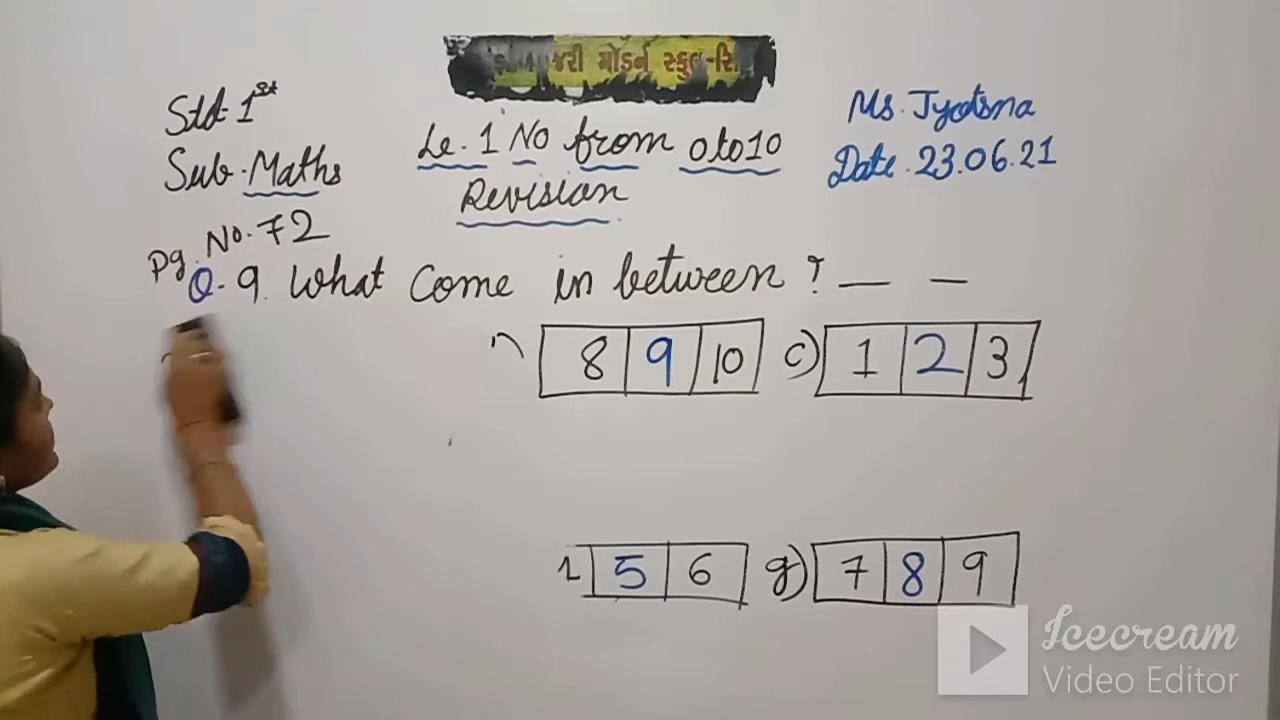 જરી મોડર્ન સ્કુલ
Std. 1st
Sub. Maths
Pg. No. 72
Le. 1 No from 0 to 10
Revision
Ms. Jyotsna
Date. 23.06.21
Q. 9. What come in between ? _ _
8 9 10 c) 1 2 3
5 6 g) 7 8 9
Icecream
Video Editor